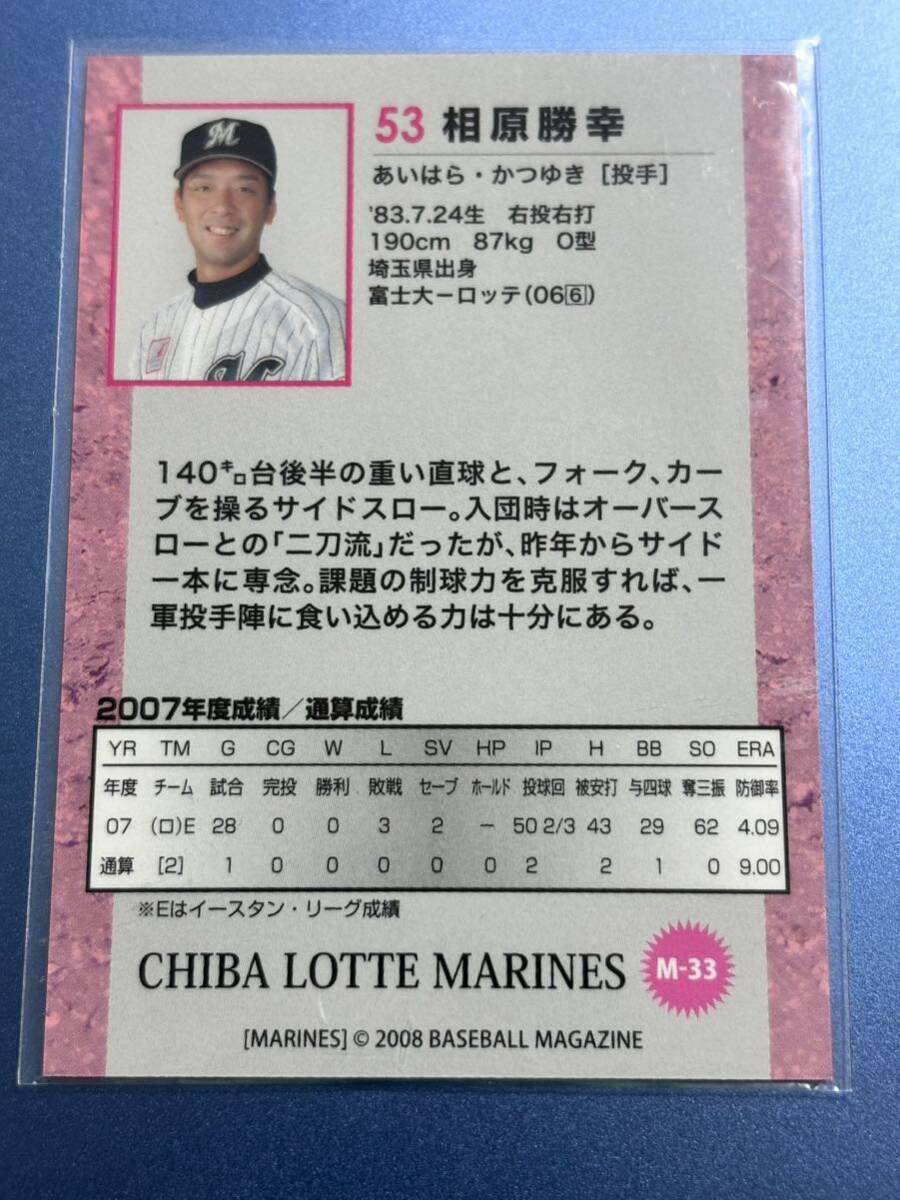 M
53 相原勝幸
あいはら・かつゆき [投手]
'83.7.24生 右投右打
190cm 87kg O型
埼玉県出身
富士大ーロッテ(06⑥)
140㌔台後半の重い直球と、フォーク、カー
ブを操るサイドスロー。入団時はオーバース
ローとの「二刀流」だったが、昨年からサイド
一本に専念。課題の制球力を克服すれば、一
軍投手陣に食い込める力は十分にある。
2007年度成績/通算成績
YR TM G CG W L SV HP IP H BB SO ERA
年度 チーム 試合 完投 勝利 敗戦 セーブ ホールド 投球回 被安打 与四球 奪三振 防御率
07 (ロ)E 28 0 0 3 2 － 50 2/3 43 29 62 4.09
通算 [2] 1 0 0 0 0 0 2 2 1 0 9.00
※Eはイースタン・リーグ成績
CHIBA LOTTE MARINES M-33
[MARINES] © 2008 BASEBALL MAGAZINE